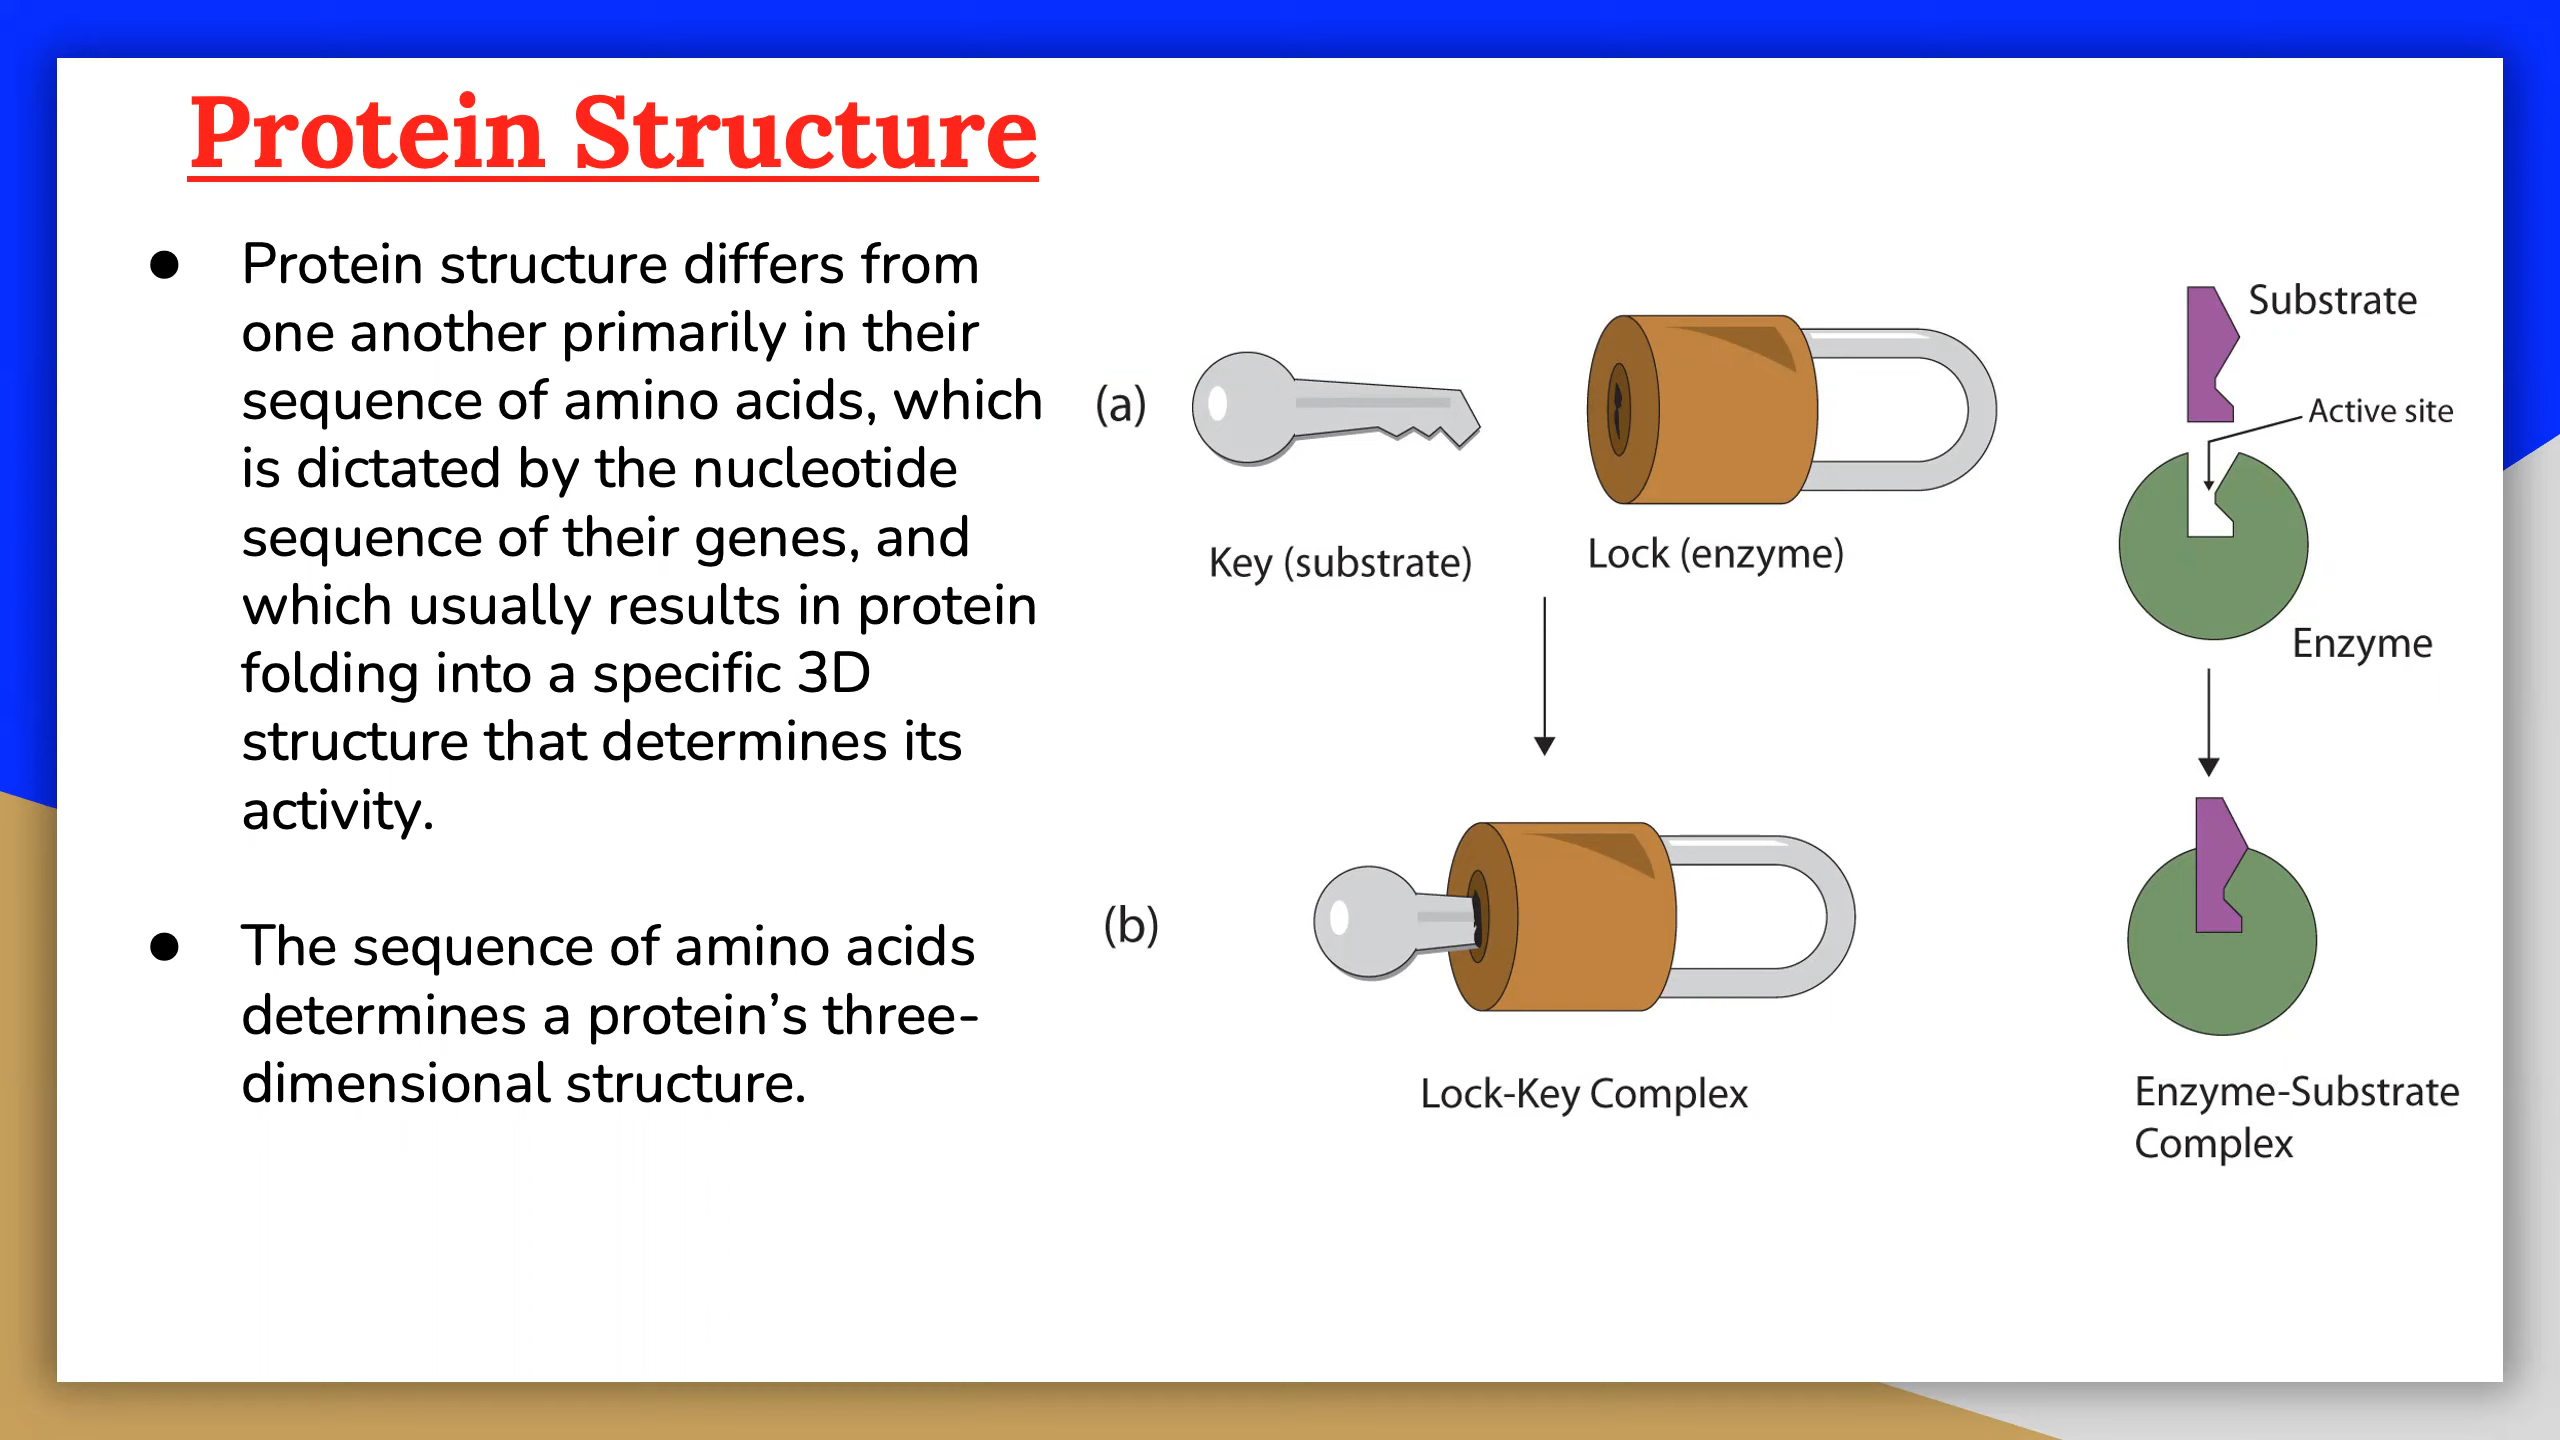 Protein Structure
● Protein structure differs from
one another primarily in their
sequence of amino acids, which
is dictated by the nucleotide
sequence of their genes, and
which usually results in protein
folding into a specific 3D
structure that determines its
activity.
● The sequence of amino acids
determines a protein’s three-
dimensional structure.
(a)
Key (substrate)
Lock (enzyme)
Substrate
Active site
Enzyme
(b)
Lock-Key Complex
Enzyme-Substrate
Complex